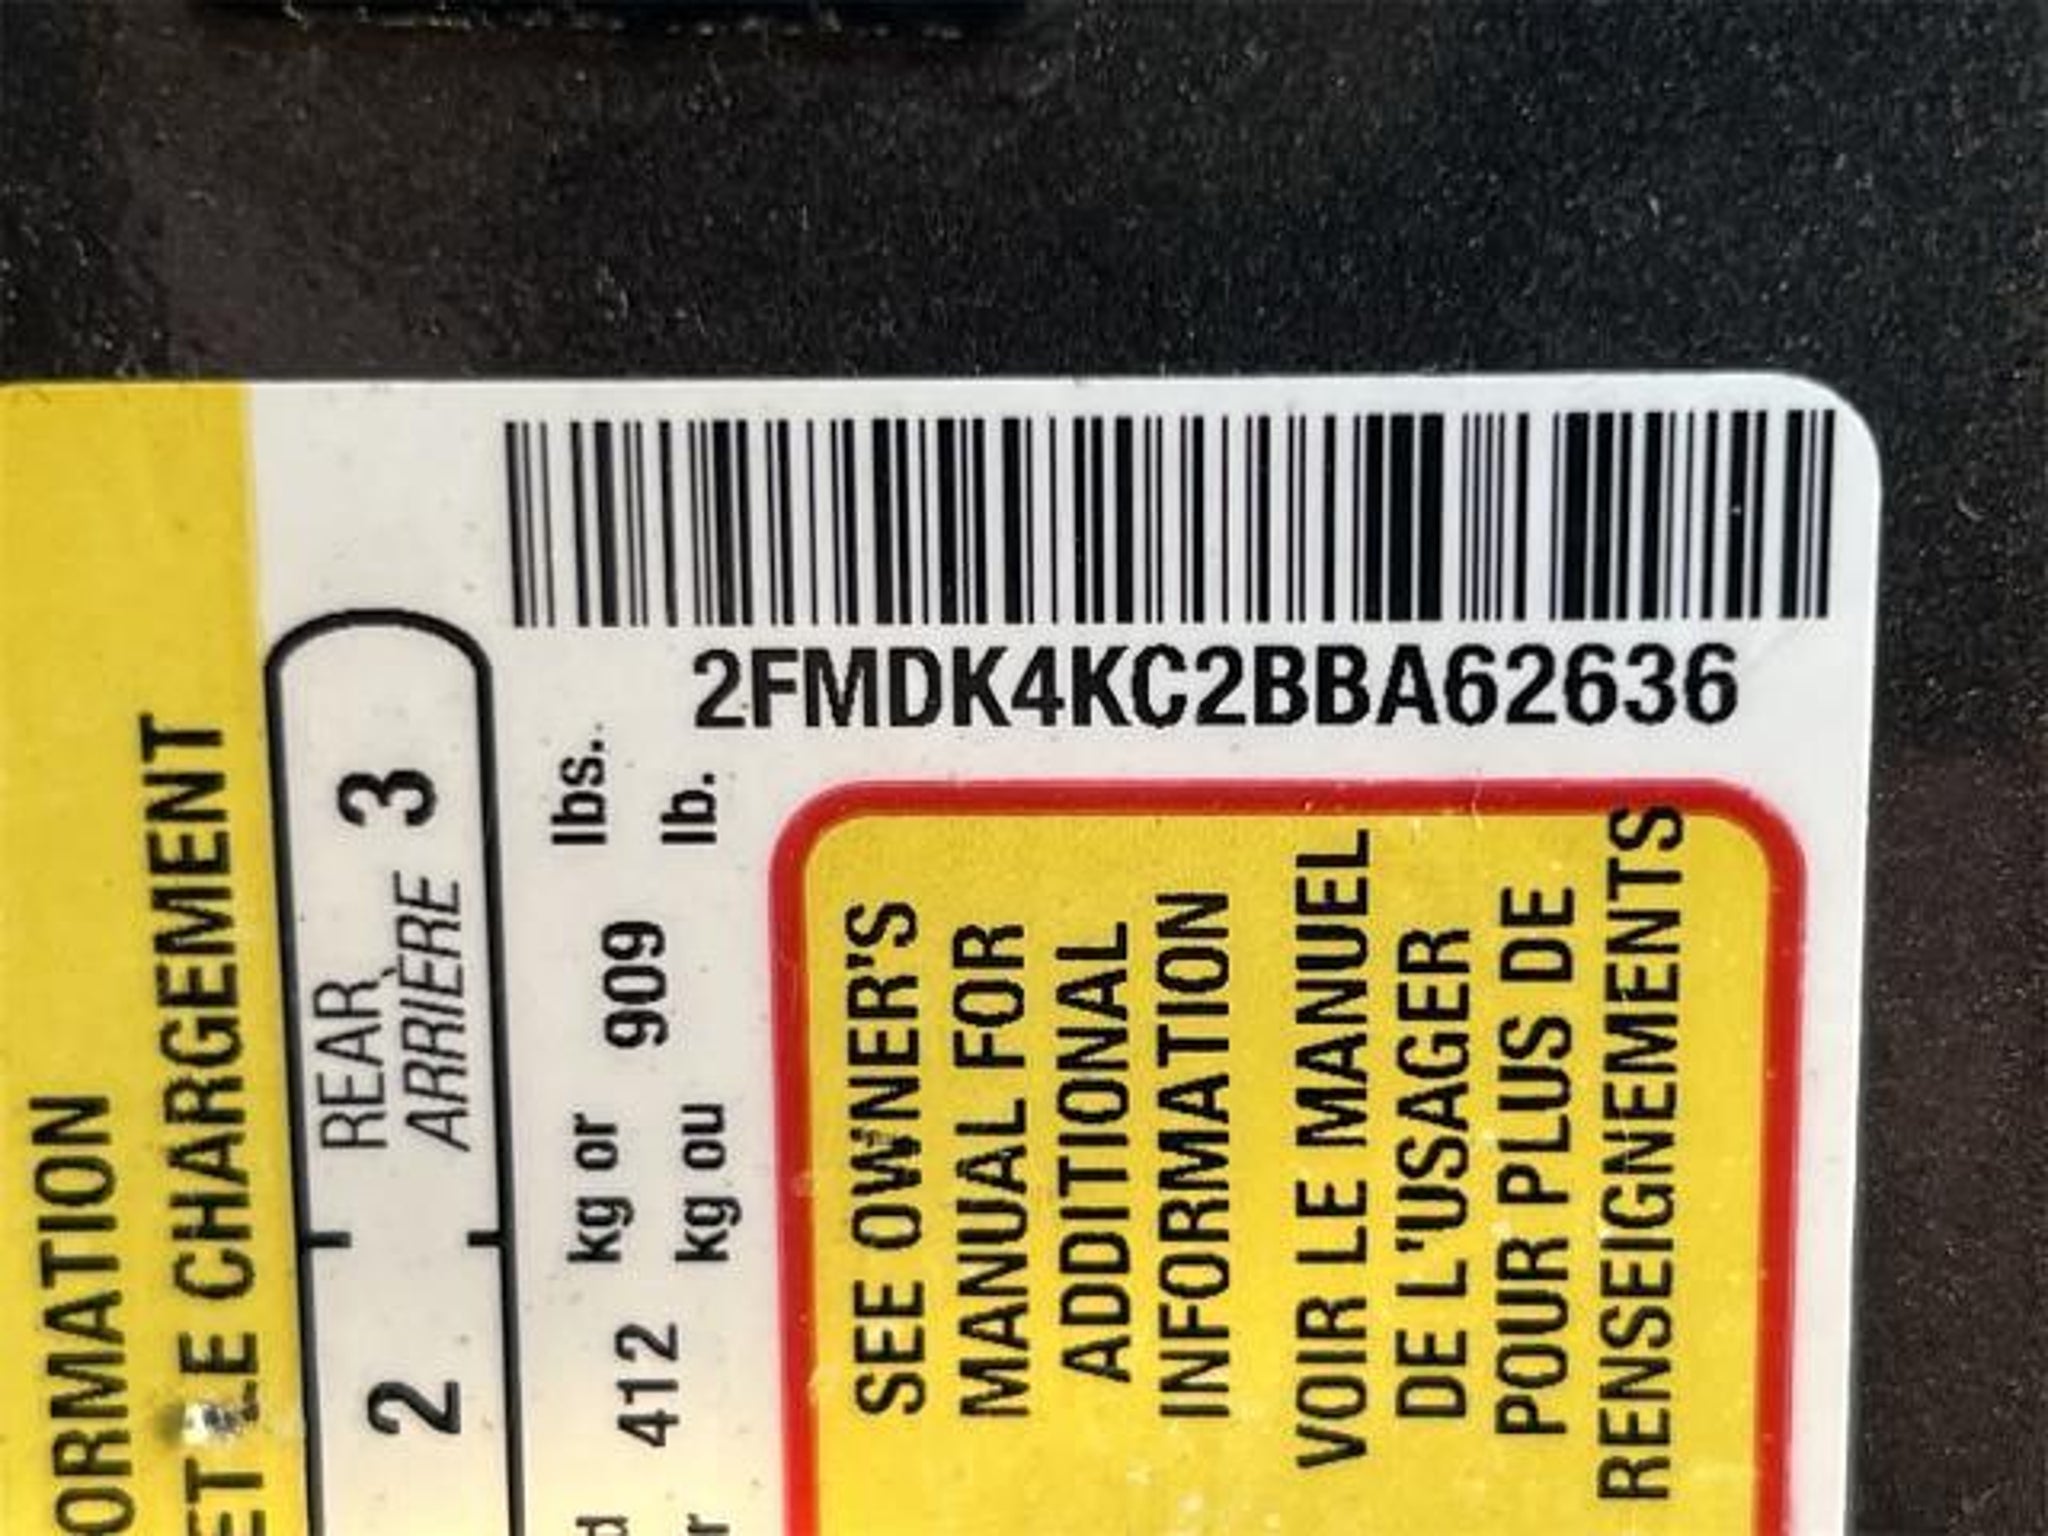 2FMDK4KC2BBA62636
ORMATION
ET LE CHARGEMENT
2 REAR 3
ARRIÈRE
kg or 909 lbs.
412
kg ou lb.
SEE OWNER'S
MANUAL FOR
ADDITIONAL
INFORMATION
VOIR LE MANUEL
DE L'USAGER
POUR PLUS DE
RENSEIGNEMENTS